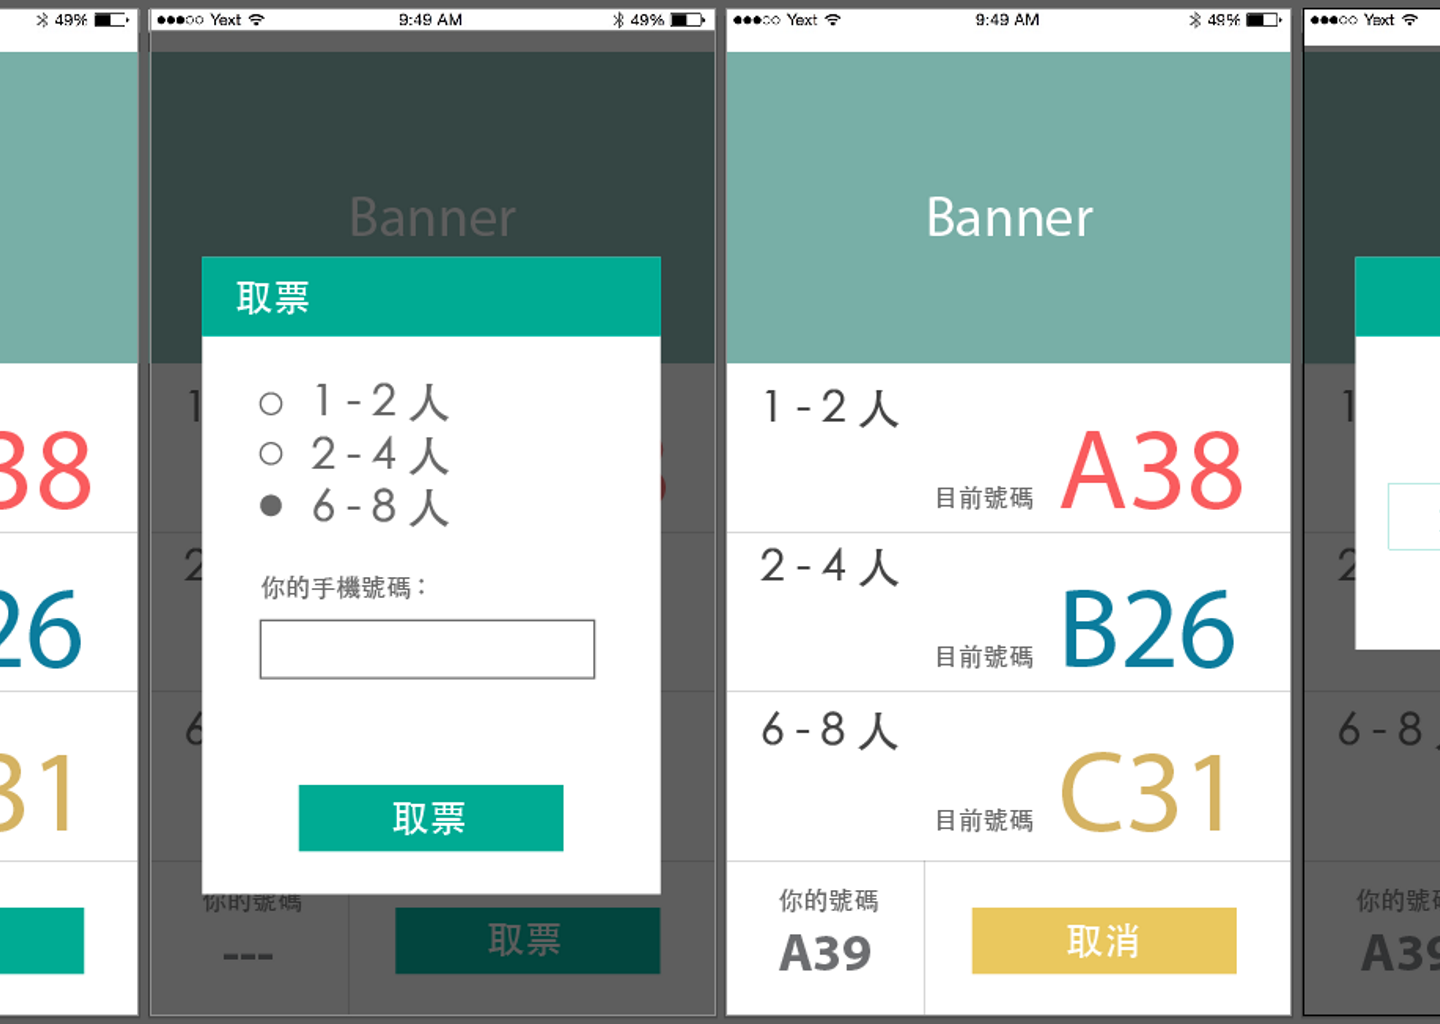 49%
38
26
31
Yext 9:49 AM 49%
Banner
取票
1 - 2 人
2 - 4 人
6 - 8 人
你的手機號碼：
取票
1
2
6
你的號碼
---
取票
Yext 9:49 AM 49%
Banner
1 - 2 人
目前號碼 A38
2 - 4 人
目前號碼 B26
6 - 8 人
目前號碼 C31
你的號碼
A39
取消
Yext
1
2
6 - 8
你的號
A39